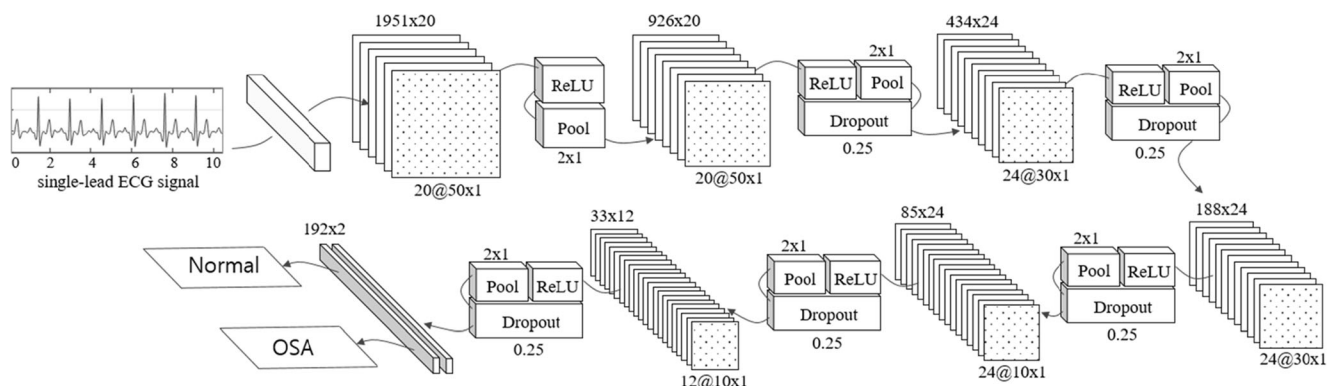 0 2 4 6 8 10
single-lead ECG signal
1951x20
20@50x1
ReLU
Pool
2x1
926x20
20@50x1
2x1
ReLU Pool
Dropout
0.25
434x24
24@30x1
2x1
ReLU Pool
Dropout
0.25
188x24
24@30x1
2x1
Pool ReLU
Dropout
0.25
85x24
24@10x1
2x1
Pool ReLU
Dropout
0.25
33x12
12@10x1
2x1
Pool ReLU
Dropout
0.25
192x2
Normal
OSA